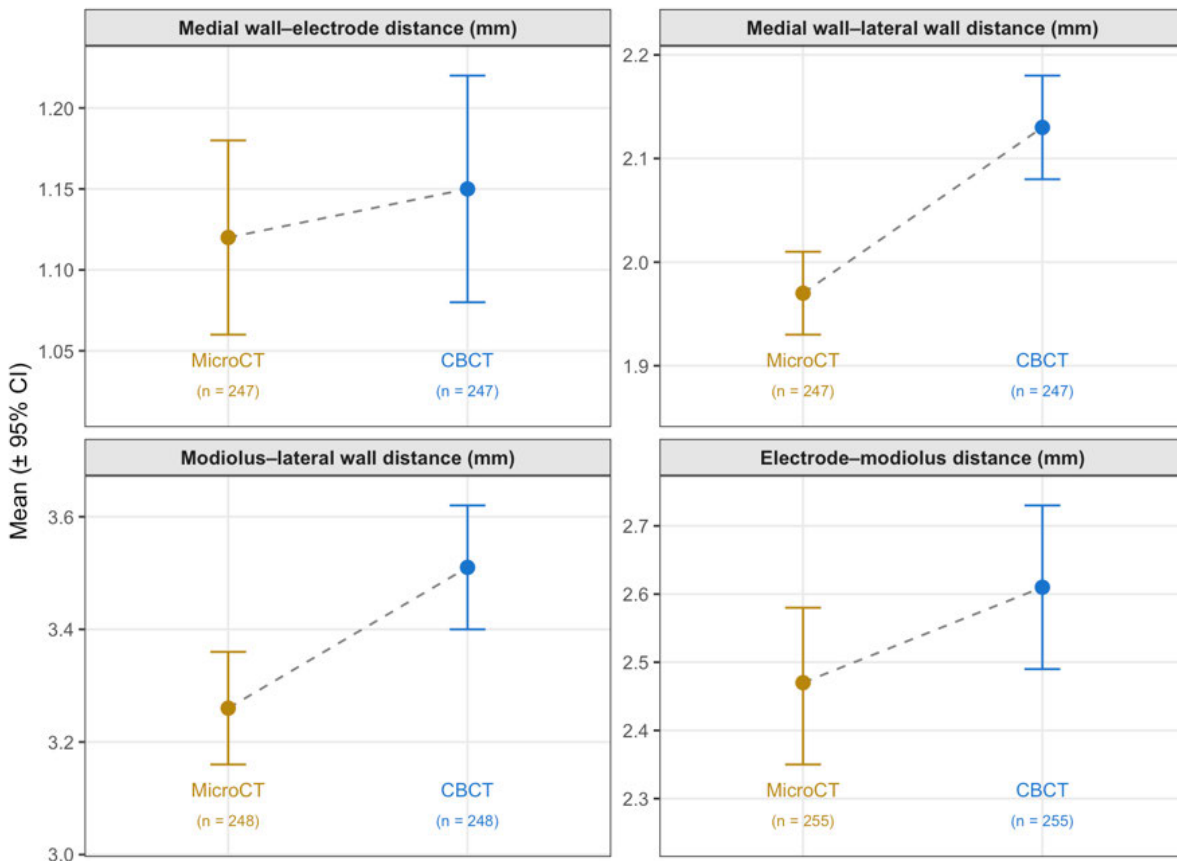 Mean (± 95% CI)
Medial wall–electrode distance (mm)
1.20
1.15
1.10
1.05
MicroCT
(n = 247)
CBCT
(n = 247)
Medial wall–lateral wall distance (mm)
2.2
2.1
2.0
1.9
MicroCT
(n = 247)
CBCT
(n = 247)
Modiolus–lateral wall distance (mm)
3.6
3.4
3.2
3.0
MicroCT
(n = 248)
CBCT
(n = 248)
Electrode–modiolus distance (mm)
2.7
2.6
2.5
2.4
2.3
MicroCT
(n = 255)
CBCT
(n = 255)